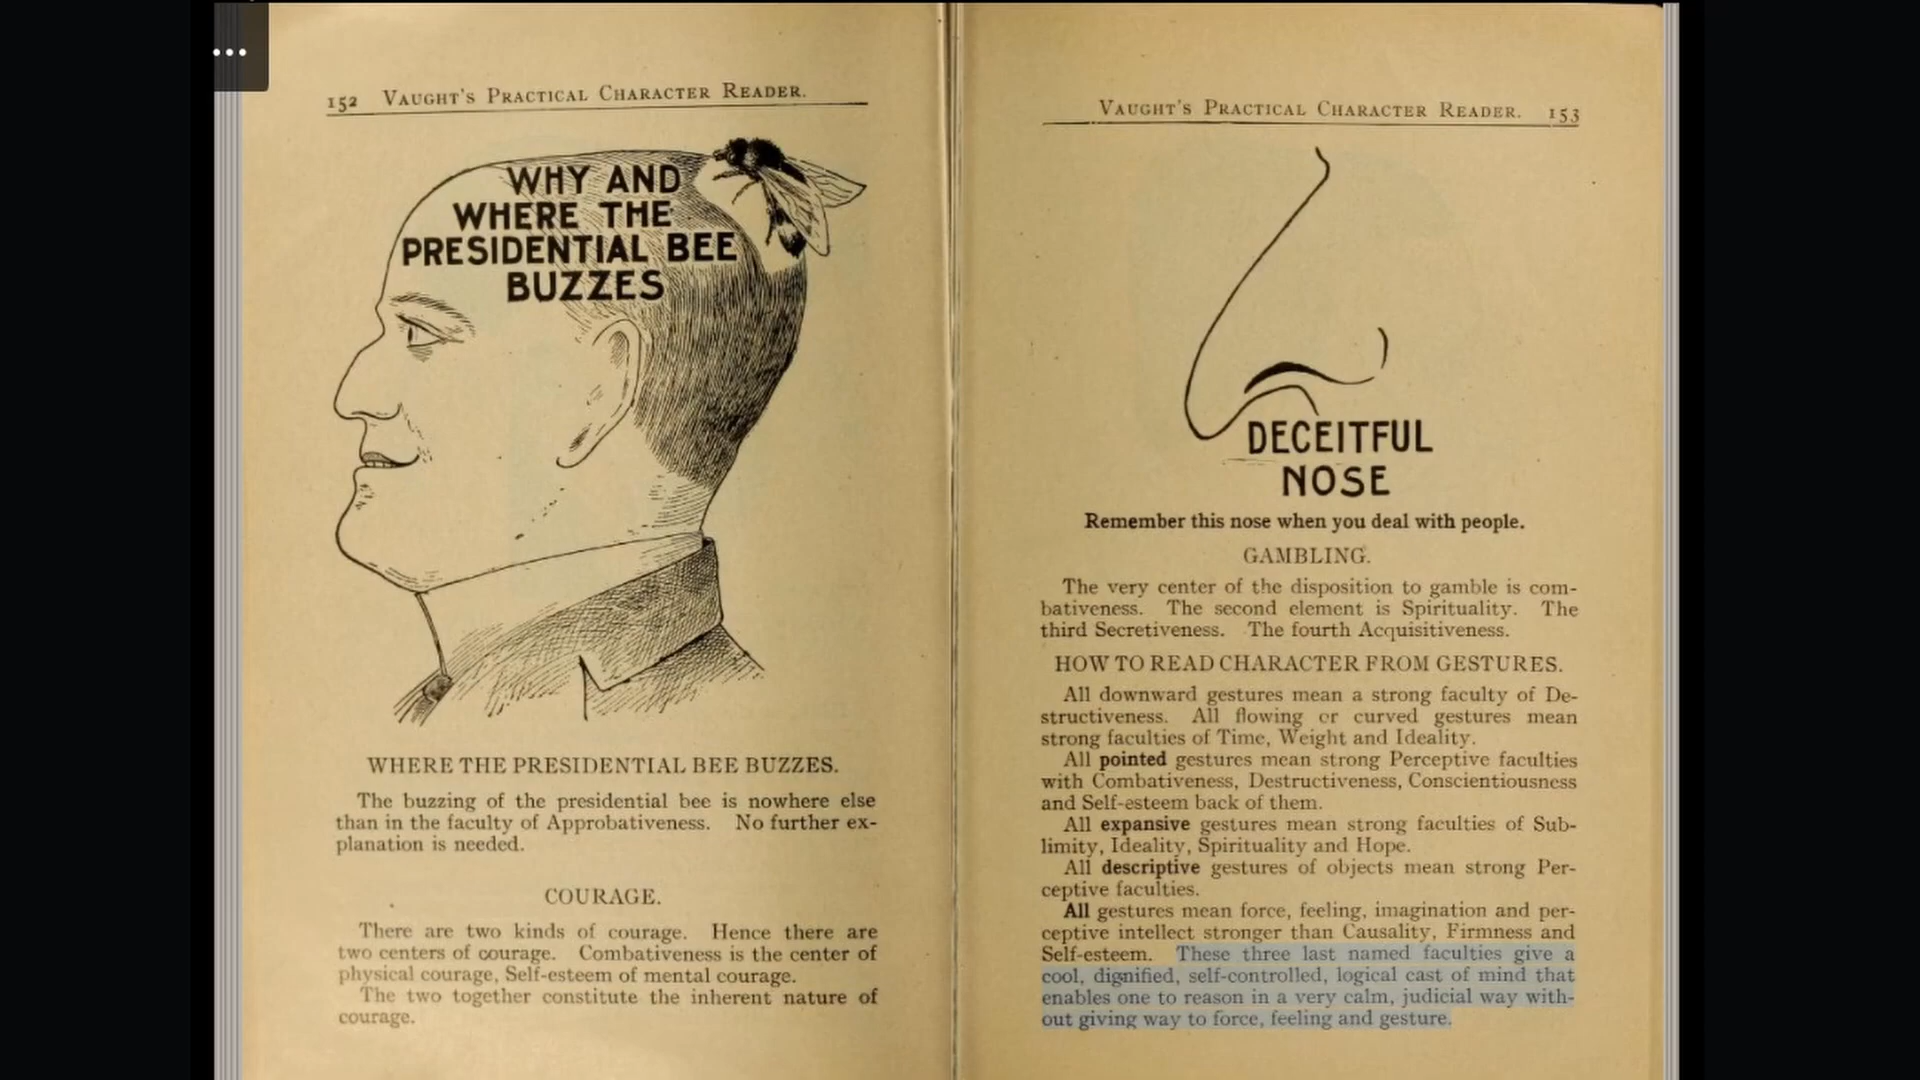 152 VAUGHT'S PRACTICAL CHARACTER READER.
WHY AND
WHERE THE
PRESIDENTIAL BEE
BUZZES
WHERE THE PRESIDENTIAL BEE BUZZES.
The buzzing of the presidential bee is nowhere else
than in the faculty of Approbativeness. No further ex-
planation is needed.
COURAGE.
There are two kinds of courage. Hence there are
two centers of courage. Combativeness is the center of
physical courage, Self-esteem of mental courage.
The two together constitute the inherent nature of
courage.
VAUGHT'S PRACTICAL CHARACTER READER. 153
DECEITFUL
NOSE
Remember this nose when you deal with people.
GAMBLING.
The very center of the disposition to gamble is com-
bativeness. The second element is Spirituality. The
third Secretiveness. The fourth Acquisitiveness.
HOW TO READ CHARACTER FROM GESTURES.
All downward gestures mean a strong faculty of De-
structiveness. All flowing or curved gestures mean
strong faculties of Time, Weight and Ideality.
All pointed gestures mean strong Perceptive faculties
with Combativeness, Destructiveness, Conscientiousness
and Self-esteem back of them.
All expansive gestures mean strong faculties of Sub-
limity, Ideality, Spirituality and Hope.
All descriptive gestures of objects mean strong Per-
ceptive faculties.
All gestures mean force, feeling, imagination and per-
ceptive intellect stronger than Causality, Firmness and
Self-esteem. These three last named faculties give a
cool, dignified, self-controlled, logical cast of mind that
enables one to reason in a very calm, judicial way with-
out giving way to force, feeling and gesture.